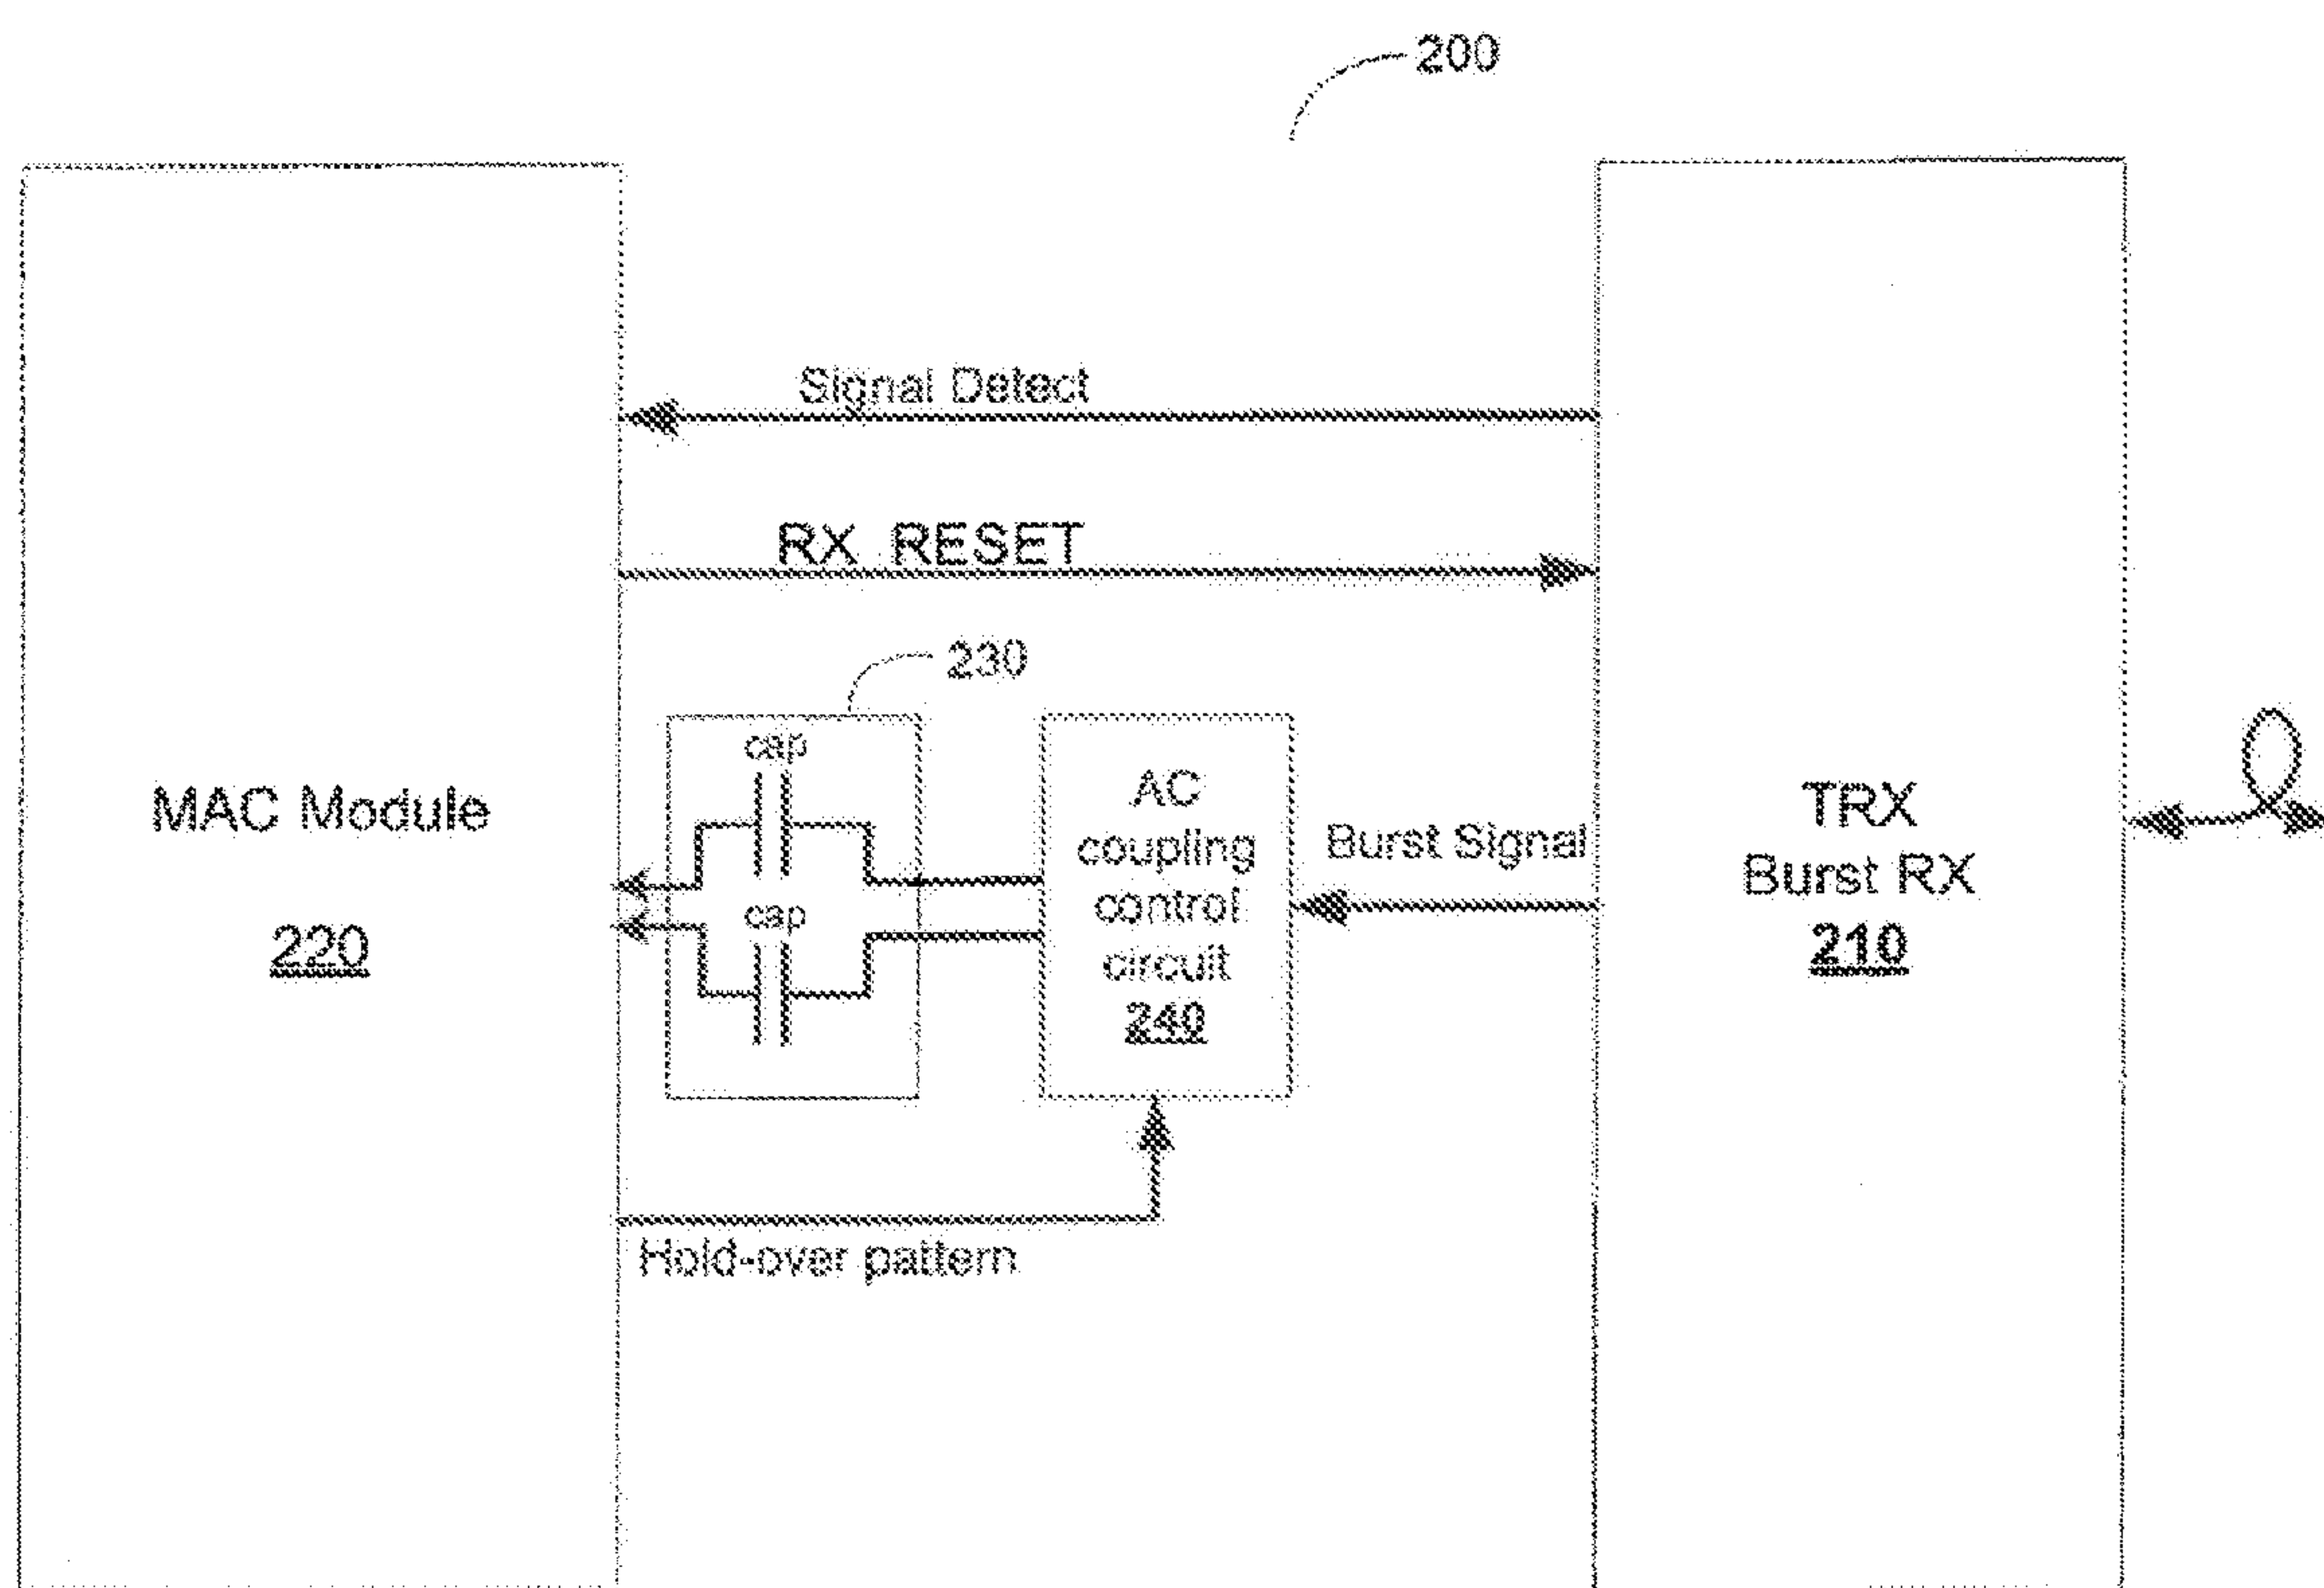 200
Signal Detect
RX RESET
230
cap
cap
MAC Module
220
AC
coupling
control
circuit
240
Burst Signal
TRX
Burst RX
210
Hold-over pattern